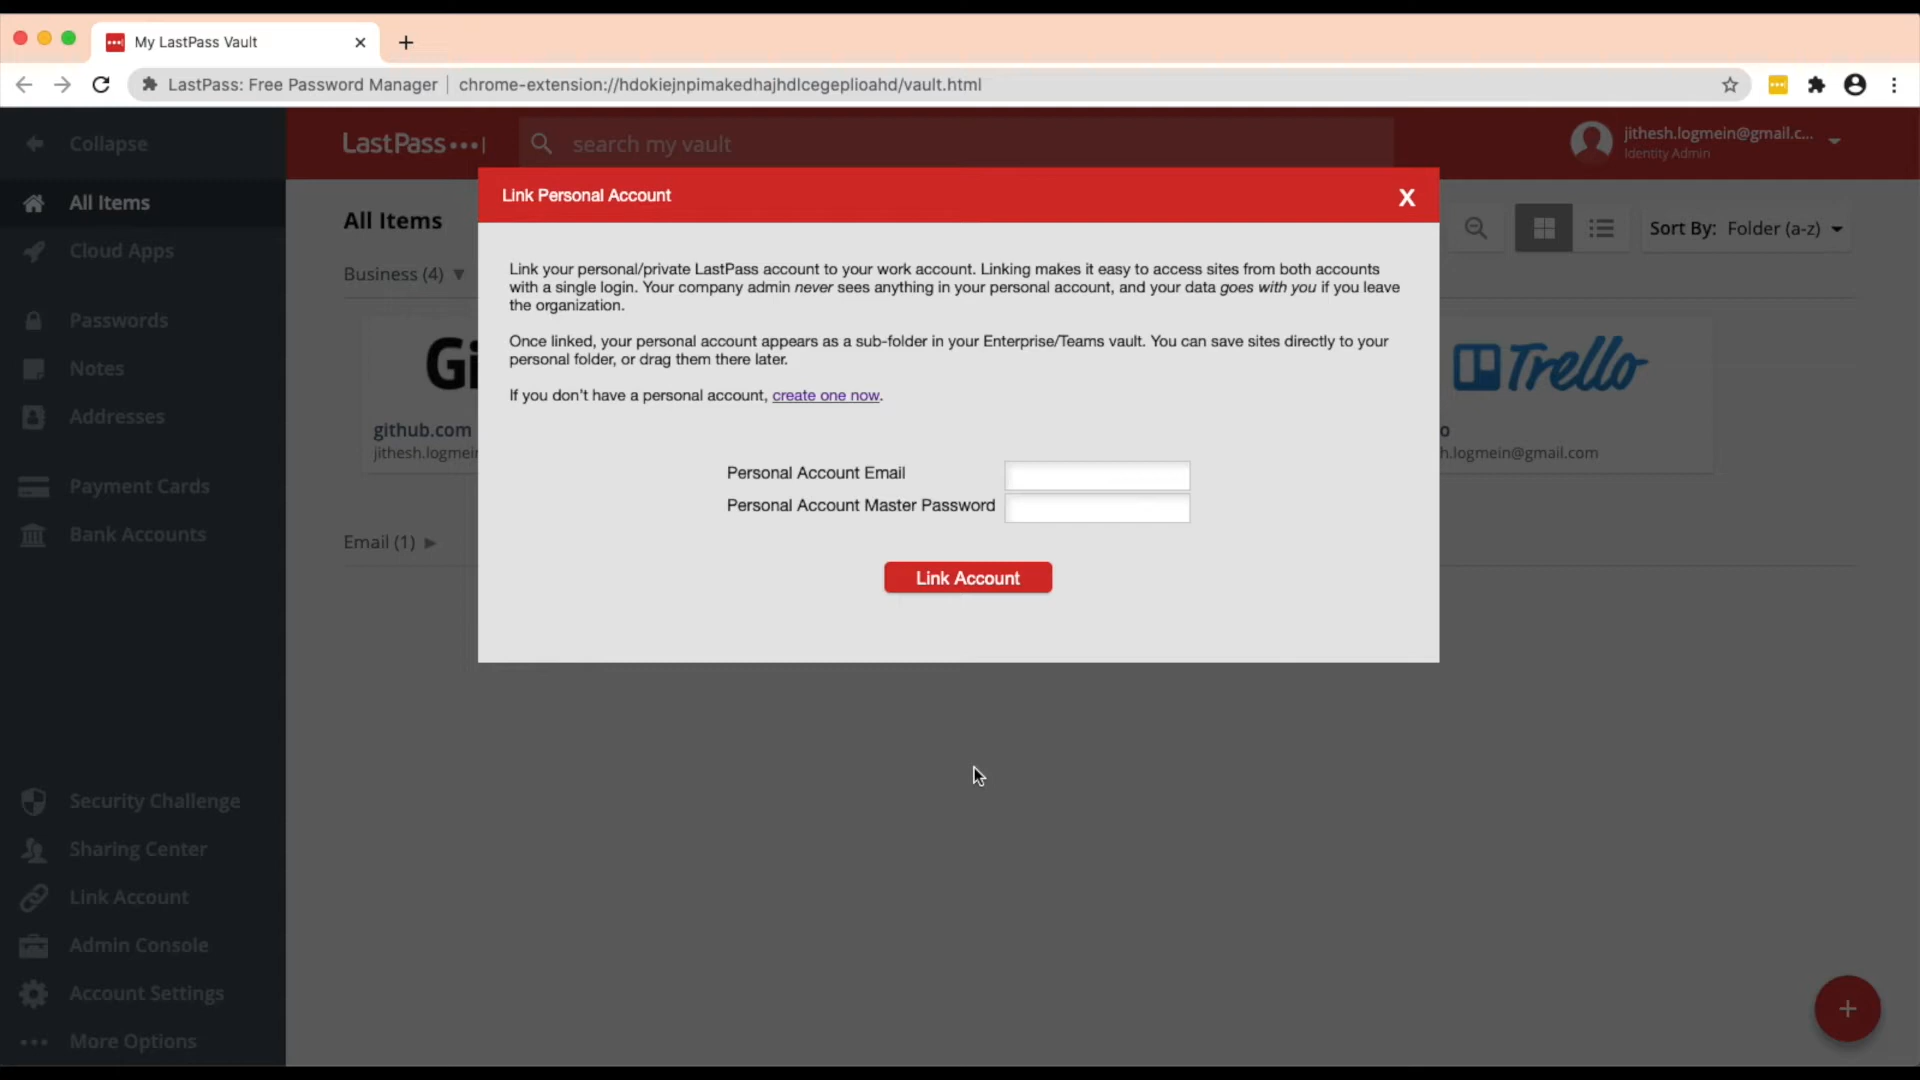 My LastPass Vault
LastPass: Free Password Manager
chrome-extension://hdokiejnpimakedhajhdlcegeplioahd/vault.html
Collapse
LastPass
search my vault
jithesh.logmein@gmail.c...
Identity Admin
Link Personal Account
X
All Items
Cloud Apps
Passwords
Notes
Addresses
Payment Cards
Bank Accounts
Security Challenge
Sharing Center
Link Account
Admin Console
Account Settings
More Options
All Items
Sort By: Folder (a-z)
Business (4)
Link your personal/private LastPass account to your work account. Linking makes it easy to access sites from both accounts
with a single login. Your company admin never sees anything in your personal account, and your data goes with you if you leave
the organization.
Once linked, your personal account appears as a sub-folder in your Enterprise/Teams vault. You can save sites directly to your
personal folder, or drag them there later.
If you don't have a personal account, create one now.
Gi
github.com
jithesh.logmein
Trello
o
h.logmein@gmail.com
Personal Account Email
Personal Account Master Password
Link Account
Email (1)